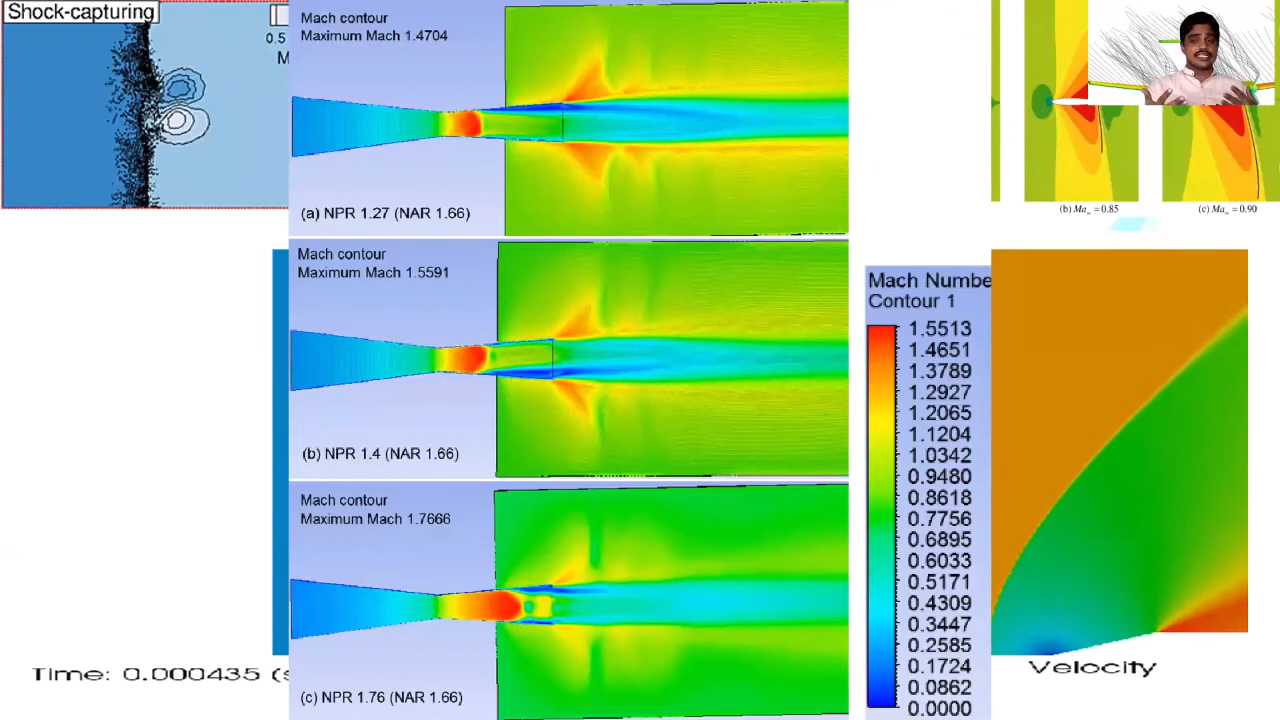 Shock-capturing
0.5
M
Mach contour
Maximum Mach 1.4704
(a) NPR 1.27 (NAR 1.66)
(b) Ma∞ = 0.85
(c) Ma∞ = 0.90
Mach contour
Maximum Mach 1.5591
(b) NPR 1.4 (NAR 1.66)
Mach contour
Maximum Mach 1.7666
(c) NPR 1.76 (NAR 1.66)
Mach Numbe
Contour 1
1.5513
1.4651
1.3789
1.2927
1.2065
1.1204
1.0342
0.9480
0.8618
0.7756
0.6895
0.6033
0.5171
0.4309
0.3447
0.2585
0.1724
0.0862
0.0000
Time: 0.000435 (s
Velocity